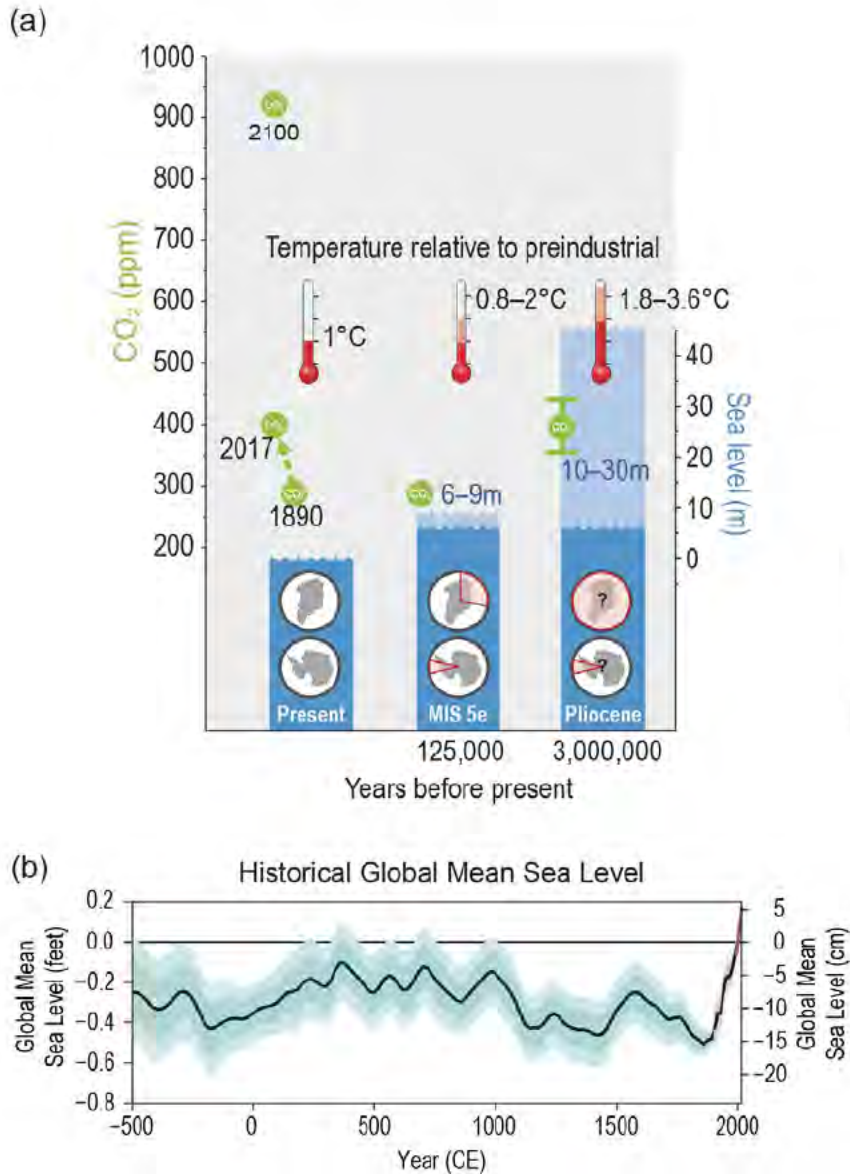 (a)
1000
900
800
700
600
500
400
300
200
CO₂ (ppm)
2100
Temperature relative to preindustrial
1°C
0.8–2°C
1.8–3.6°C
2017
1890
CO₂
6–9m
10–30m
40
30
20
10
0
Sea level (m)
?
?
Present
MIS 5e
Pliocene
125,000
3,000,000
Years before present
(b)
Historical Global Mean Sea Level
Global Mean
Sea Level (feet)
0.2
0.0
−0.2
−0.4
−0.6
−0.8
5
0
−5
−10
−15
−20
Global Mean
Sea Level (cm)
−500
0
500
1000
1500
2000
Year (CE)